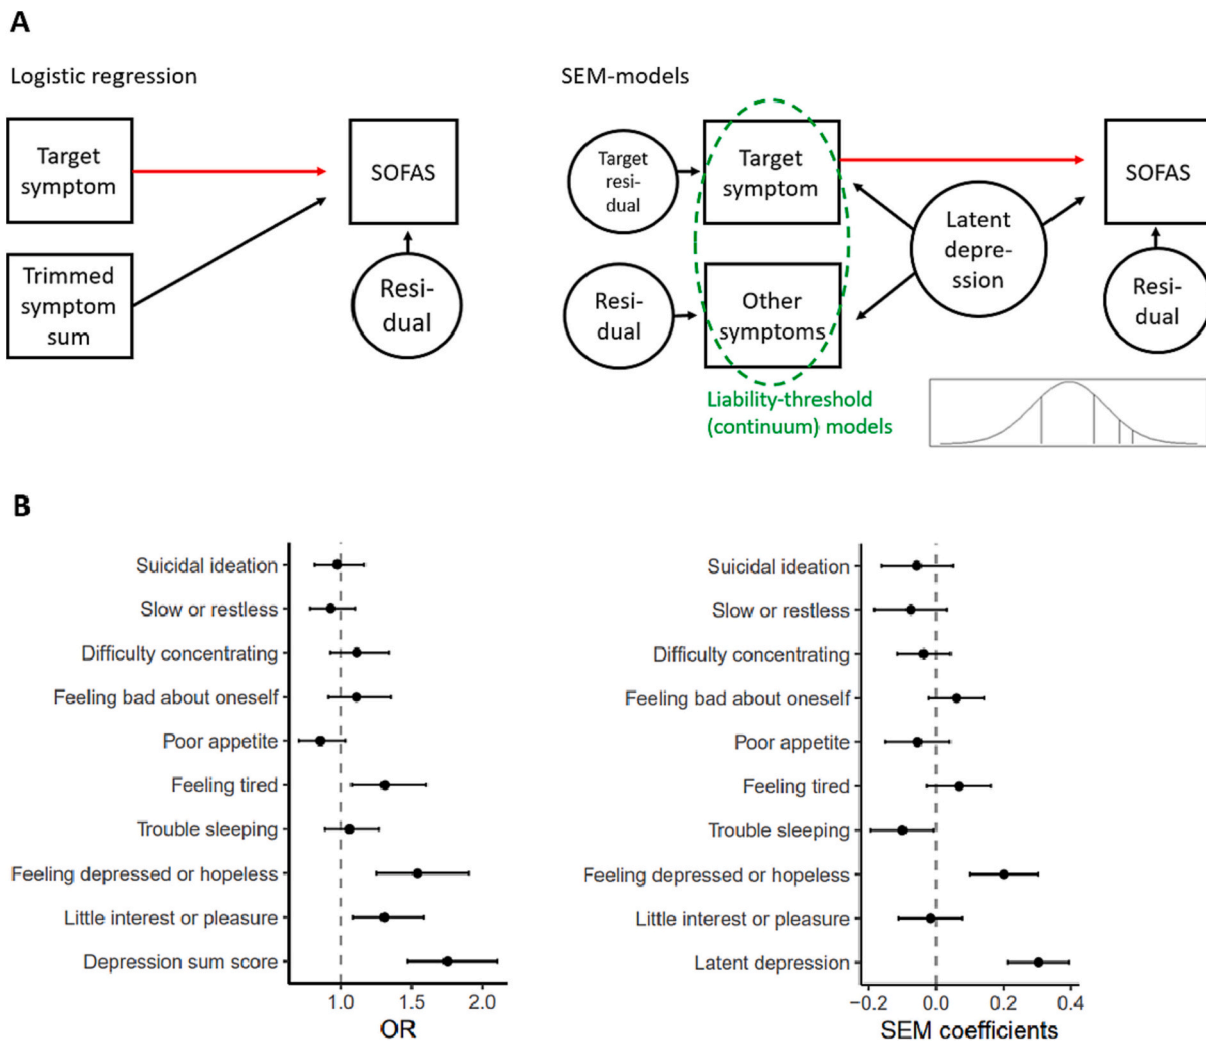 A
Logistic regression
SEM-models
Target
symptom
SOFAS
Trimmed
symptom
sum
Resi-
dual
Target
resi-
dual
Target
symptom
SOFAS
Latent
depre-
ssion
Resi-
dual
Other
symptoms
Resi-
dual
Liability-threshold
(continuum) models
B
Suicidal ideation
Slow or restless
Difficulty concentrating
Feeling bad about oneself
Poor appetite
Feeling tired
Trouble sleeping
Feeling depressed or hopeless
Little interest or pleasure
Depression sum score
1.0 1.5 2.0
OR
Suicidal ideation
Slow or restless
Difficulty concentrating
Feeling bad about oneself
Poor appetite
Feeling tired
Trouble sleeping
Feeling depressed or hopeless
Little interest or pleasure
Latent depression
−0.2 0.0 0.2 0.4
SEM coefficients